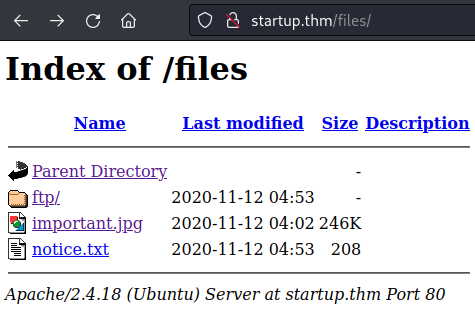 startup.thm/files/
Index of /files
Name Last modified Size Description
Parent Directory -
ftp/ 2020-11-12 04:53 -
important.jpg 2020-11-12 04:02 246K
notice.txt 2020-11-12 04:53 208
Apache/2.4.18 (Ubuntu) Server at startup.thm Port 80